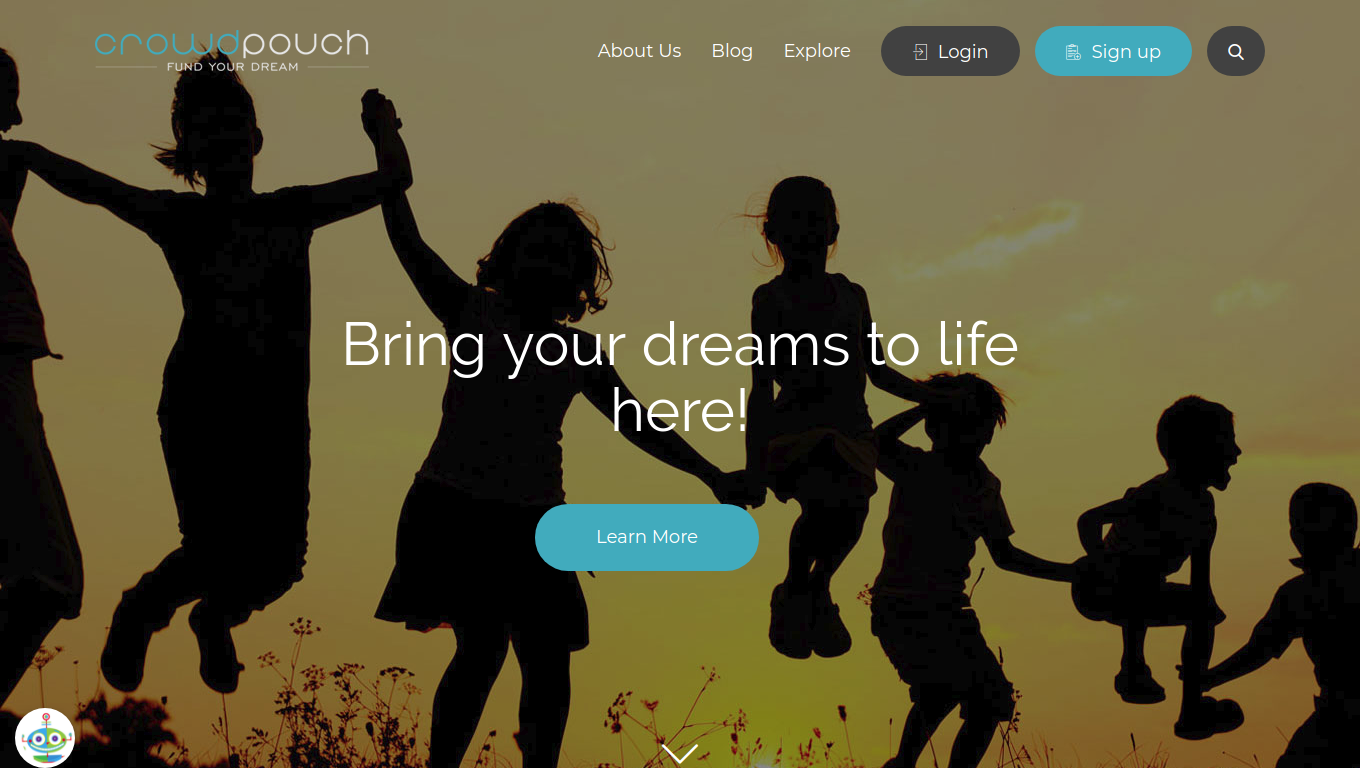 crowdpouch
FUND YOUR DREAM
About Us
Blog
Explore
Login
Sign up
Bring your dreams to life
here!
Learn More